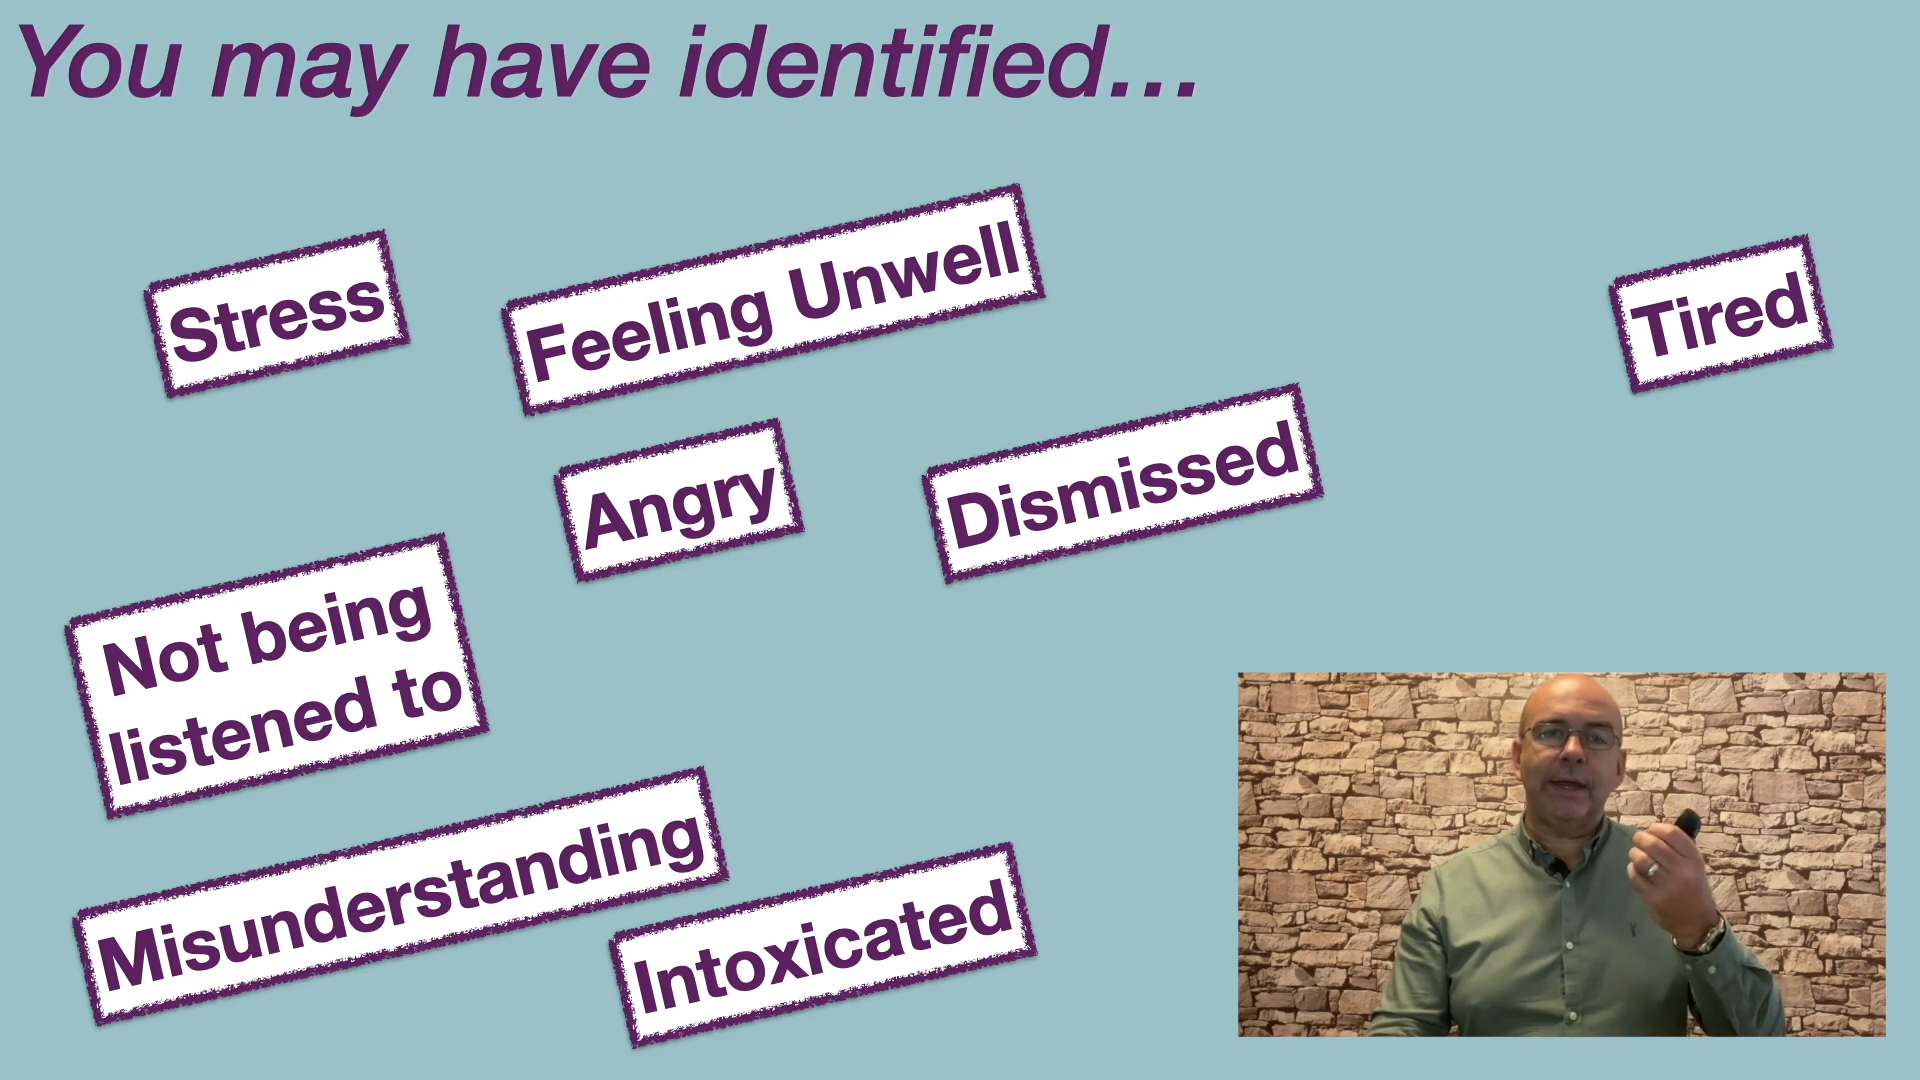 You may have identified...
Stress
Feeling Unwell
Tired
Angry
Dismissed
Not being
listened to
Misunderstanding
Intoxicated